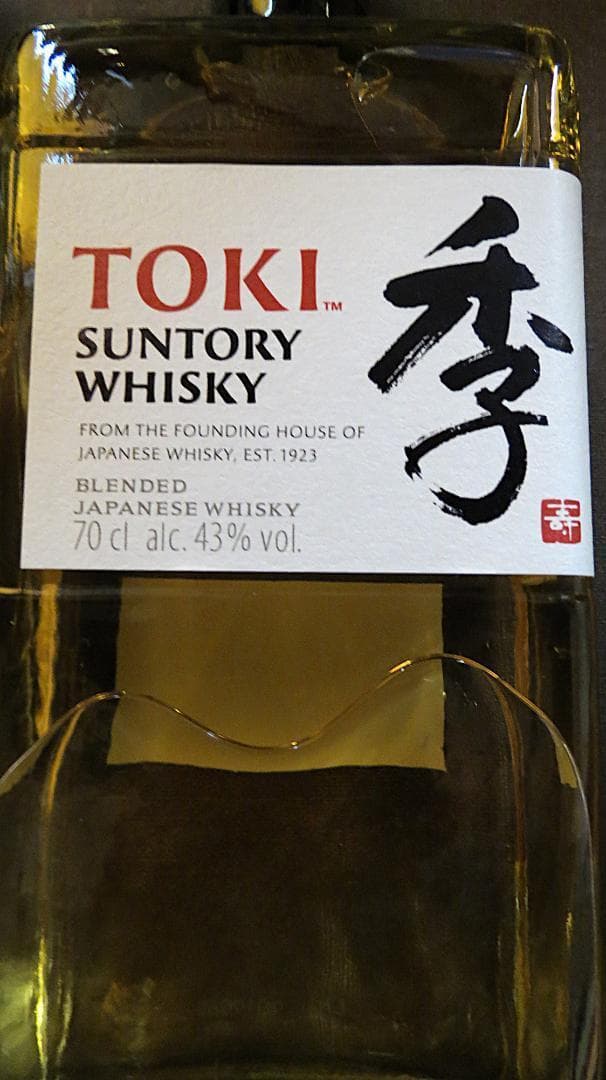 TOKI™
SUNTORY
WHISKY
FROM THE FOUNDING HOUSE OF
JAPANESE WHISKY, EST. 1923
BLENDED
JAPANESE WHISKY
70 cl alc. 43% vol.
季
寿